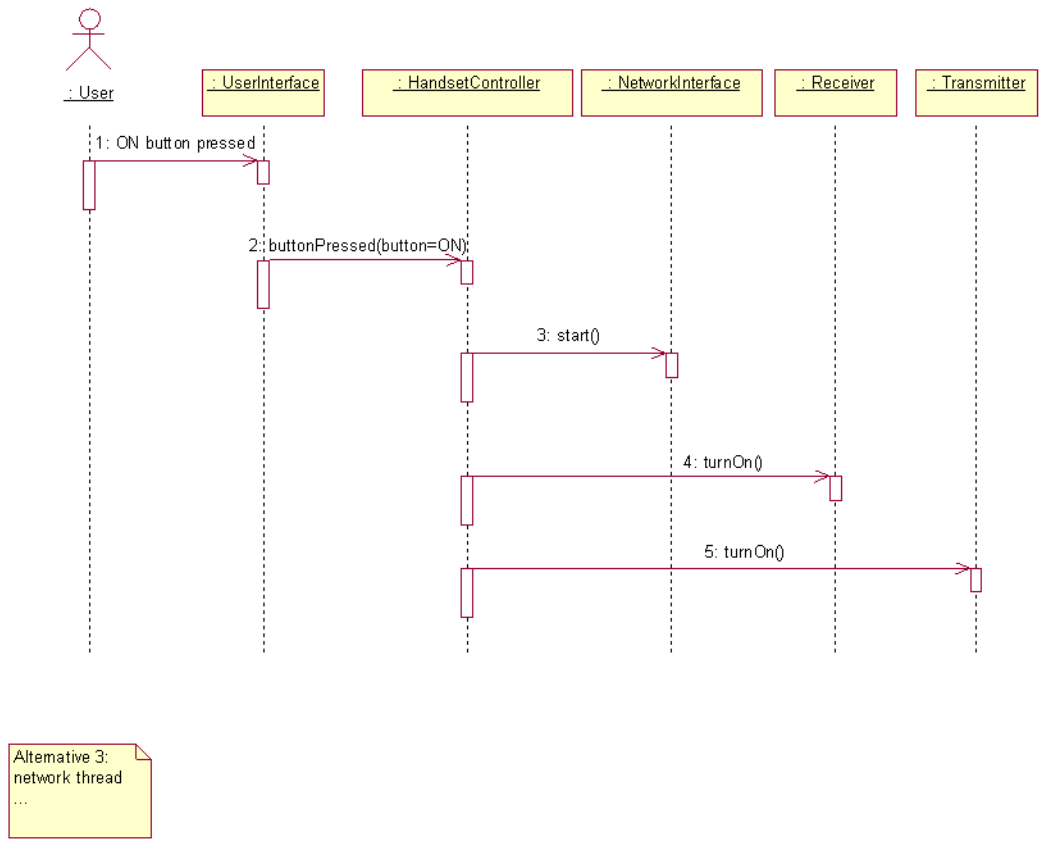 : User
: UserInterface
: HandsetController
: NetworkInterface
: Receiver
: Transmitter
1: ON button pressed
2: buttonPressed(button=ON)
3: start()
4: turnOn()
5: turnOn()
Alternative 3:
network thread
...